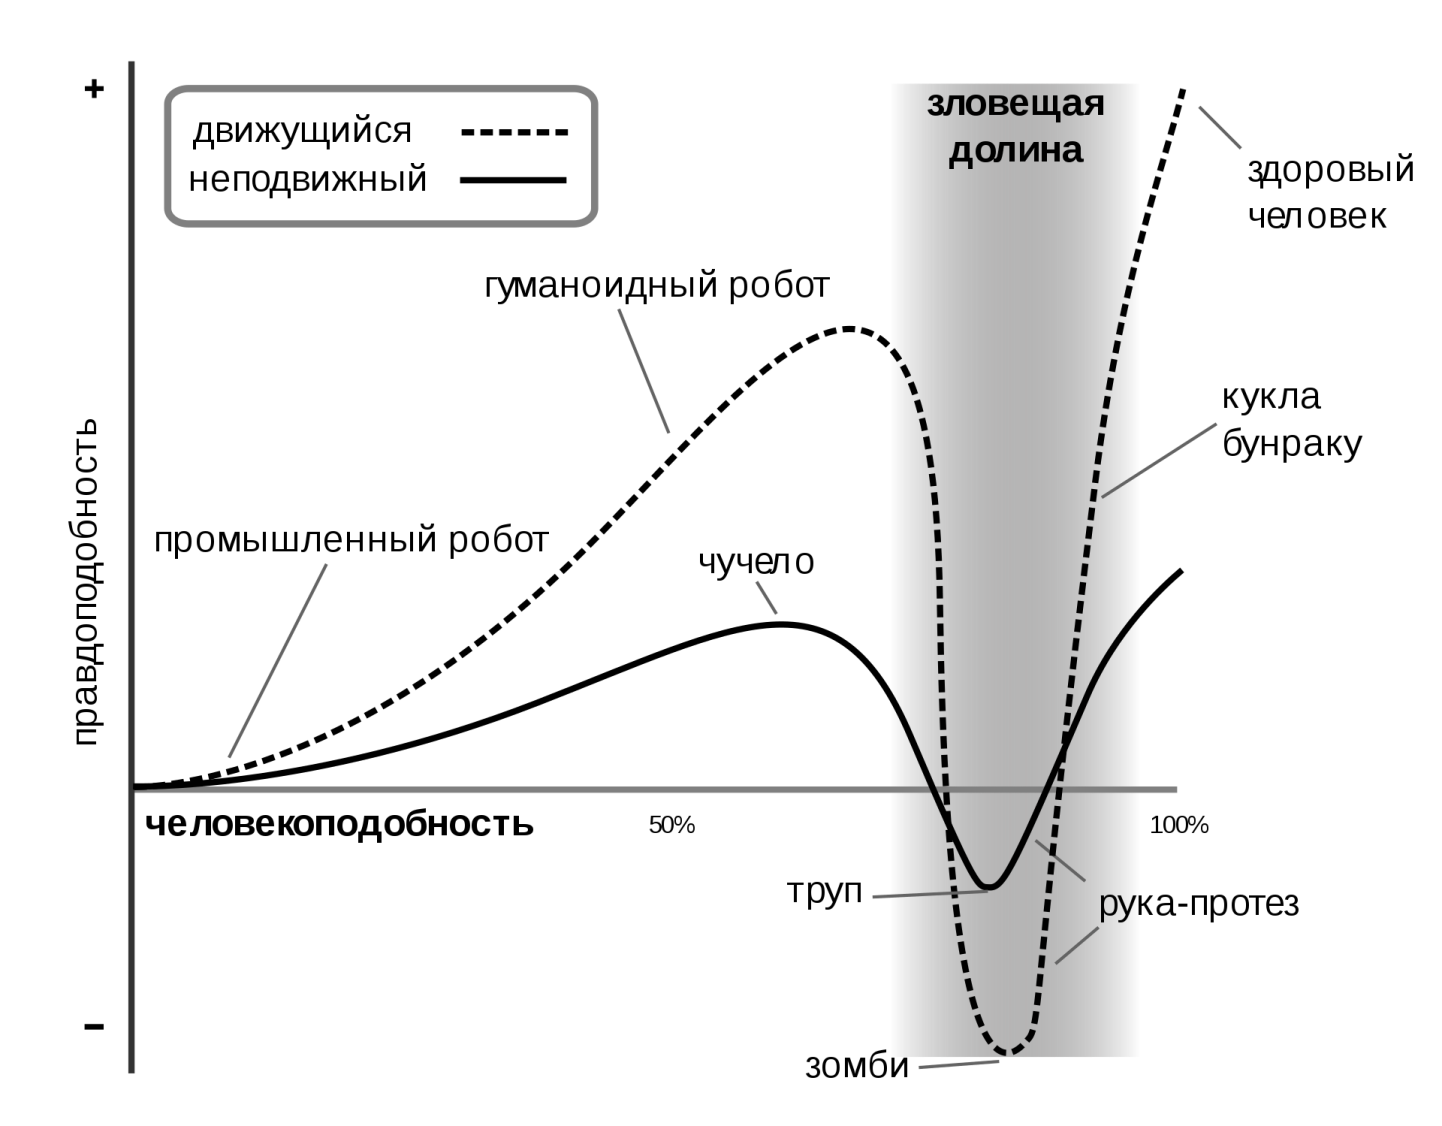 +
зловещая
долина
движущийся
неподвижный
здоровый
человек
гуманоидный робот
кукла
бунраку
правдоподобность
промышленный робот
чучело
человекоподобность
50%
100%
труп
рука-протез
−
зомби